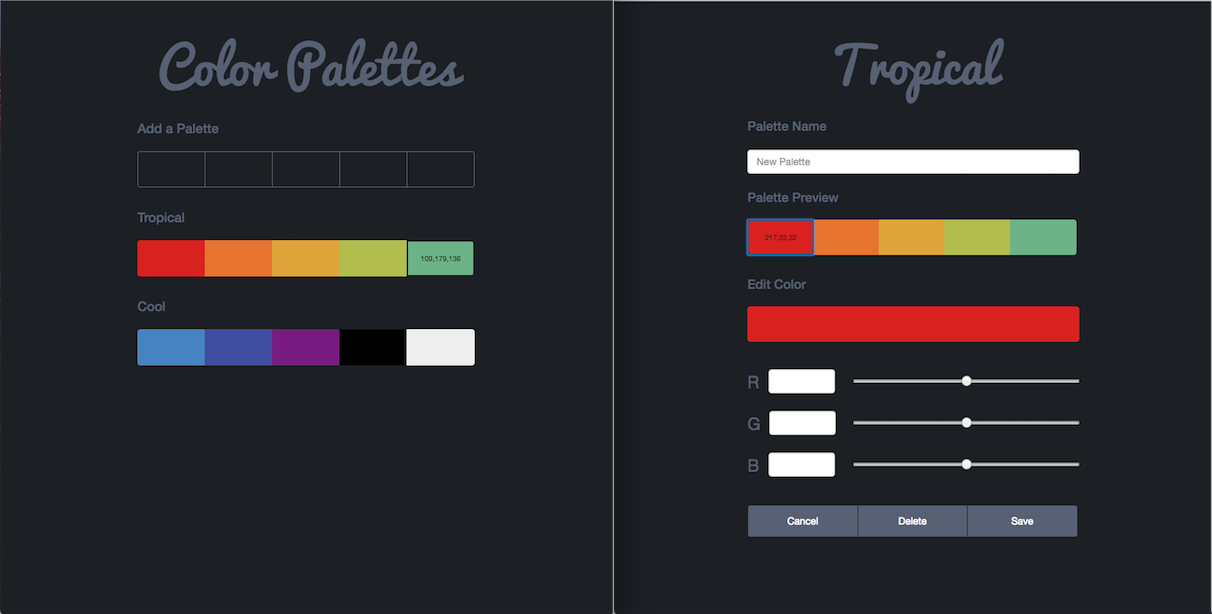 Color Palettes
Add a Palette
Tropical
109,179,136
Cool
Tropical
Palette Name
New Palette
Palette Preview
217,33,32
Edit Color
R
G
B
Cancel Delete Save